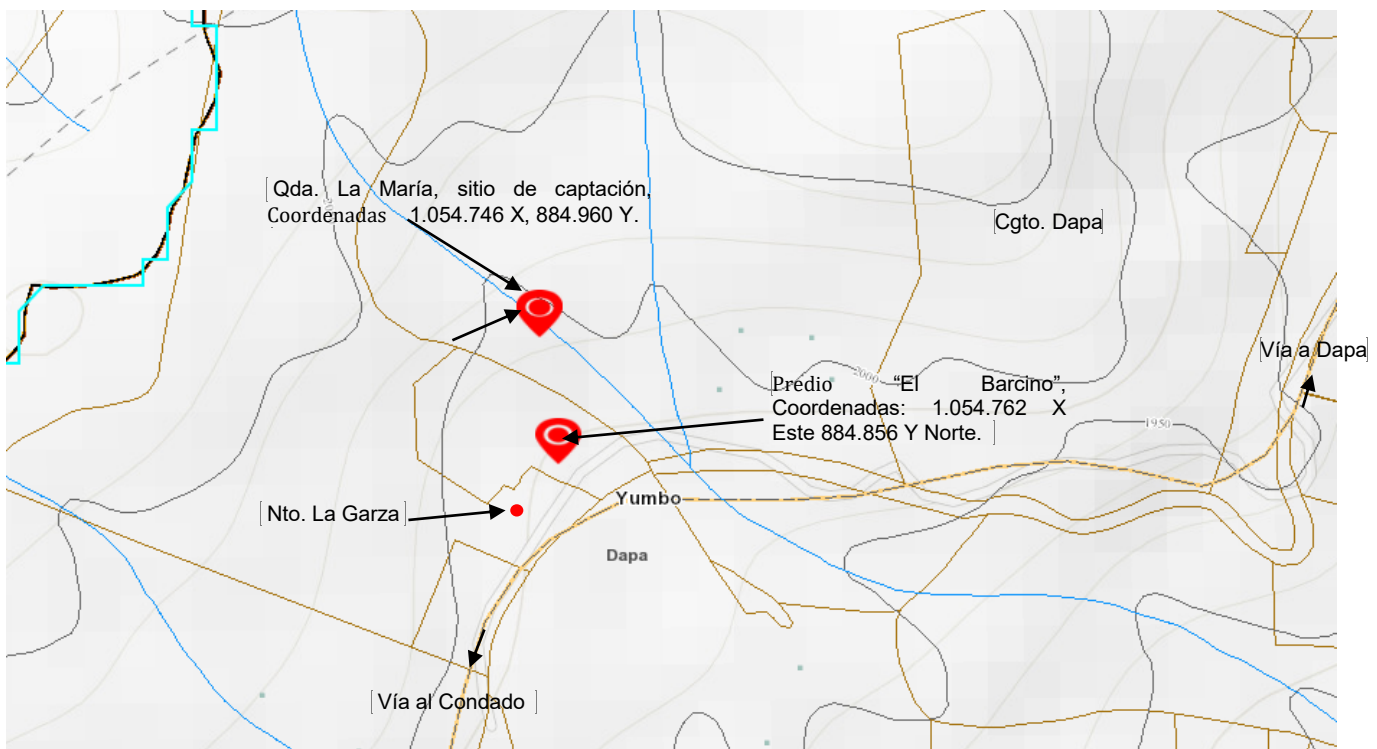 Qda. La María, sitio de captación,
Coordenadas 1.054.746 X, 884.960 Y.
Cgto. Dapa
Vía a Dapa
2000
Predio "El Barcino",
Coordenadas: 1.054.762 X
Este 884.856 Y Norte.
1950
Yumbo
Nto. La Garza
Dapa
Vía al Condado